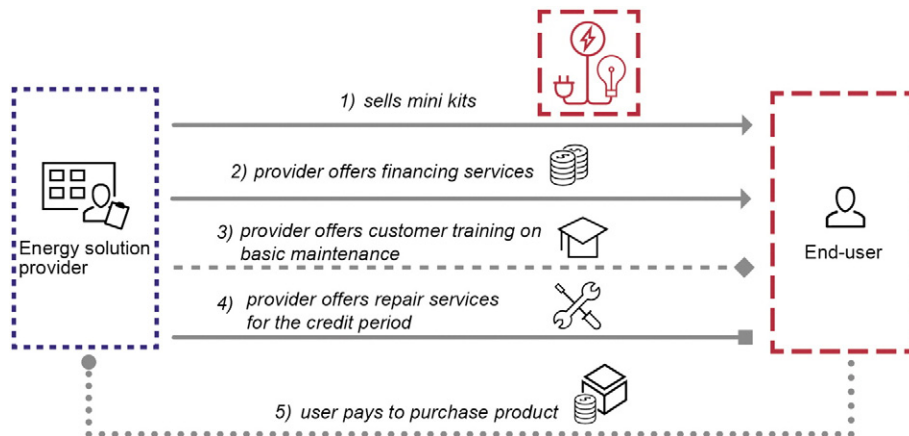 1) sells mini kits
2) provider offers financing services
3) provider offers customer training on
basic maintenance
4) provider offers repair services
for the credit period
5) user pays to purchase product
Energy solution
provider
End-user